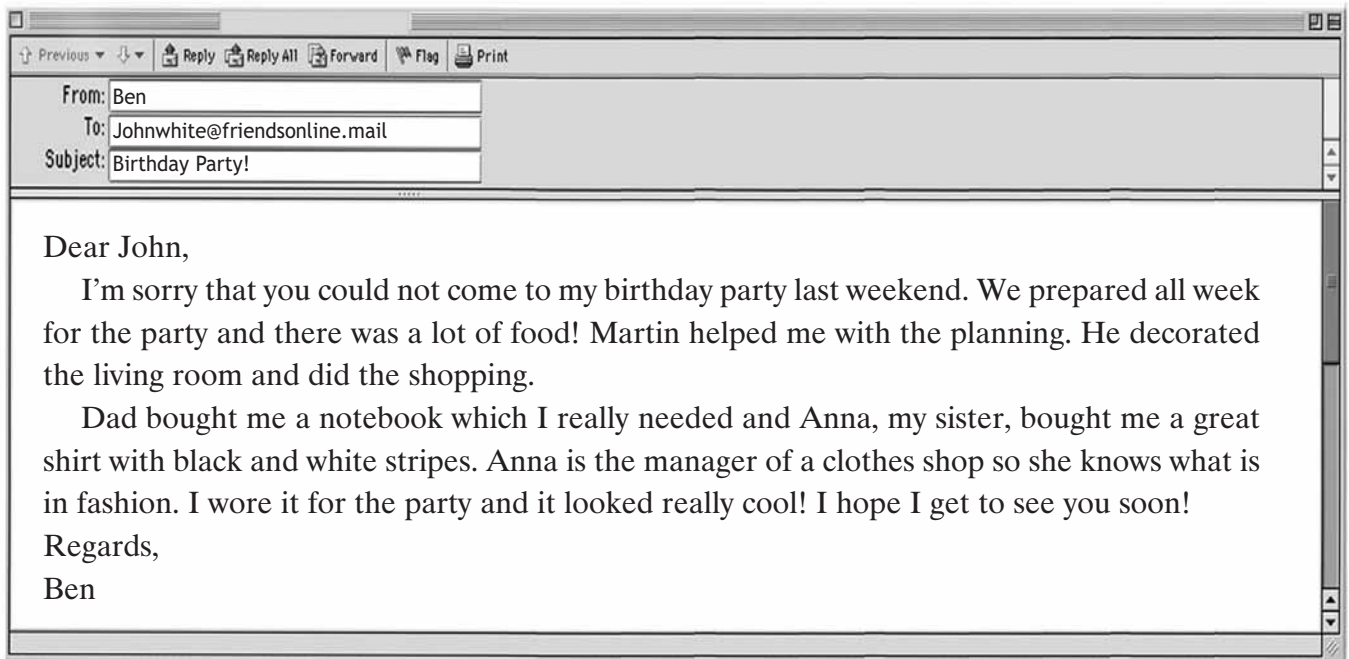 Previous Reply Reply All Forward Flag Print
From: Ben
To: Johnwhite@friendsonline.mail
Subject: Birthday Party!
Dear John,
I’m sorry that you could not come to my birthday party last weekend. We prepared all week
for the party and there was a lot of food! Martin helped me with the planning. He decorated
the living room and did the shopping.
Dad bought me a notebook which I really needed and Anna, my sister, bought me a great
shirt with black and white stripes. Anna is the manager of a clothes shop so she knows what is
in fashion. I wore it for the party and it looked really cool! I hope I get to see you soon!
Regards,
Ben